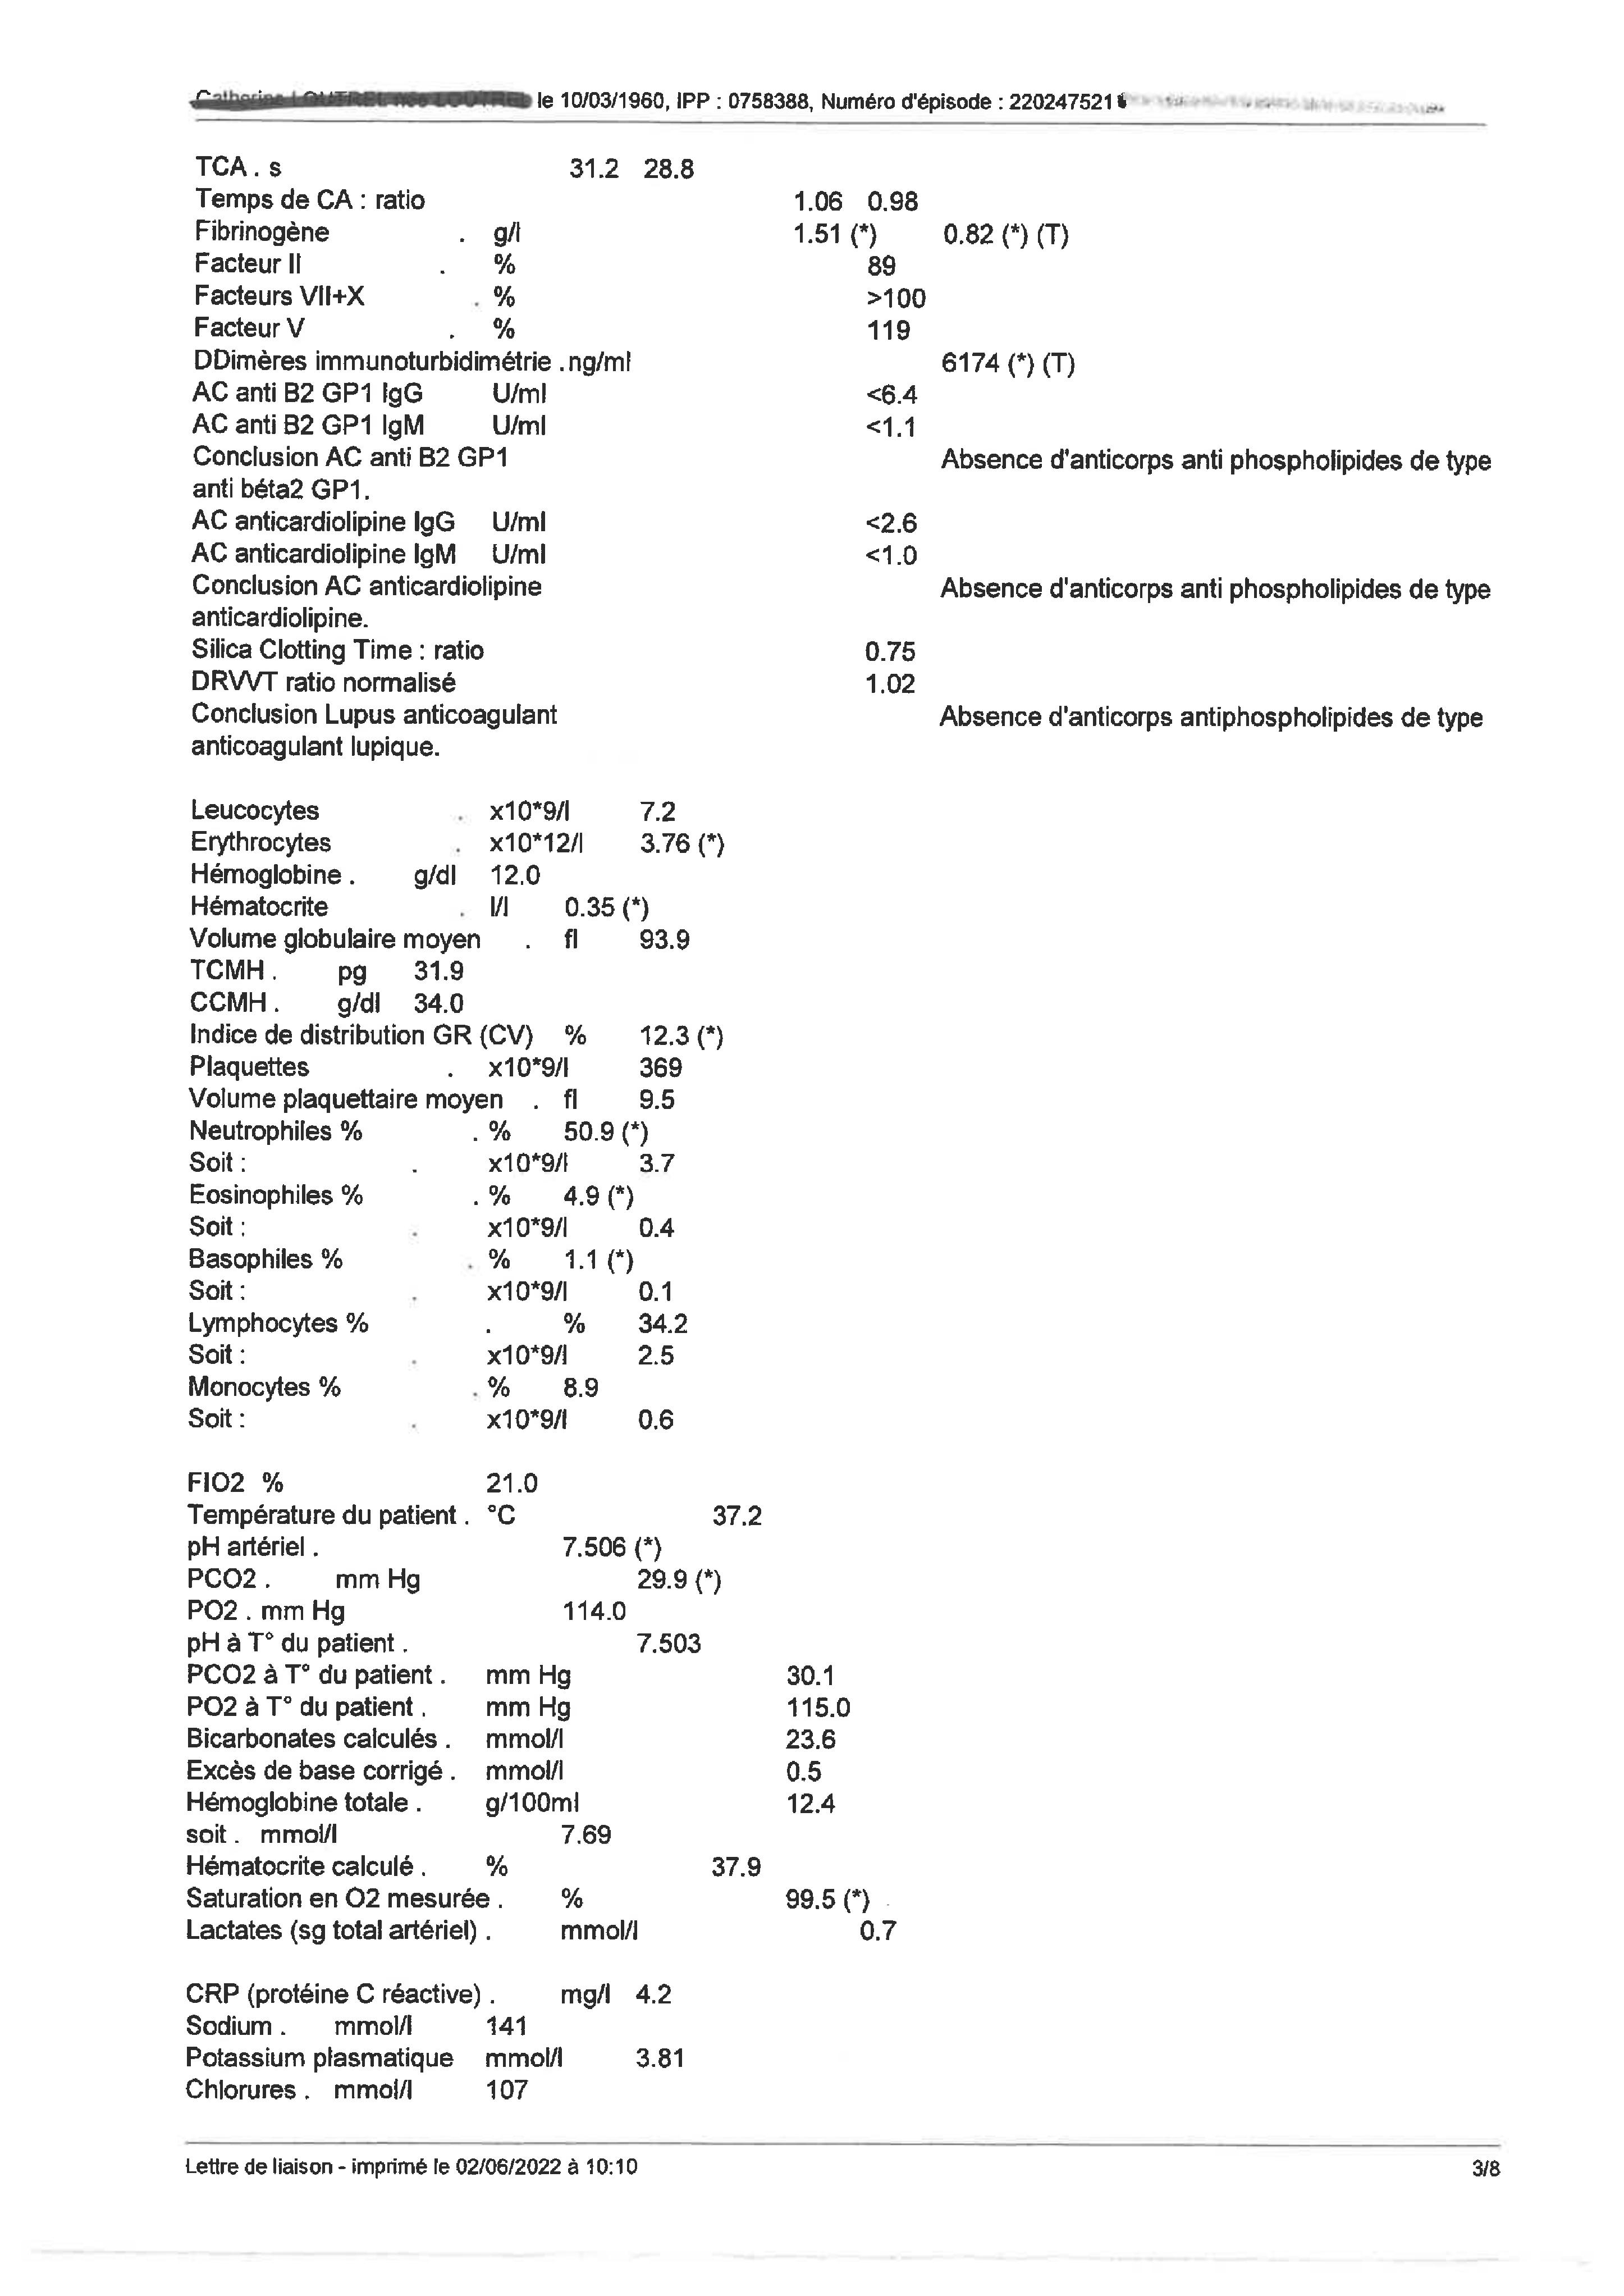 le 10/03/1960, IPP : 0758388, Numéro d'épisode : 220247521
TCA . s 31.2 28.8
Temps de CA : ratio 1.06 0.98
Fibrinogène . g/l 1.51 (*) 0.82 (*) (T)
Facteur II . % 89
Facteurs VII+X . % >100
Facteur V . % 119
DDimères immunoturbidimétrie . ng/ml 6174 (*) (T)
AC anti B2 GP1 IgG U/ml <6.4
AC anti B2 GP1 IgM U/ml <1.1
Conclusion AC anti B2 GP1 Absence d'anticorps anti phospholipides de type
anti béta2 GP1.
AC anticardiolipine IgG U/ml <2.6
AC anticardiolipine IgM U/ml <1.0
Conclusion AC anticardiolipine Absence d'anticorps anti phospholipides de type
anticardiolipine.
Silica Clotting Time : ratio 0.75
DRVVT ratio normalisé 1.02
Conclusion Lupus anticoagulant Absence d'anticorps antiphospholipides de type
anticoagulant lupique.
Leucocytes . x10*9/l 7.2
Erythrocytes . x10*12/l 3.76 (*)
Hémoglobine . g/dl 12.0
Hématocrite . l/l 0.35 (*)
Volume globulaire moyen . fl 93.9
TCMH . pg 31.9
CCMH . g/dl 34.0
Indice de distribution GR (CV) % 12.3 (*)
Plaquettes . x10*9/l 369
Volume plaquettaire moyen . fl 9.5
Neutrophiles % . % 50.9 (*)
Soit : . x10*9/l 3.7
Eosinophiles % . % 4.9 (*)
Soit : . x10*9/l 0.4
Basophiles % . % 1.1 (*)
Soit : . x10*9/l 0.1
Lymphocytes % . % 34.2
Soit : . x10*9/l 2.5
Monocytes % . % 8.9
Soit : . x10*9/l 0.6
FIO2 % 21.0
Température du patient . °C 37.2
pH artériel . 7.506 (*)
PCO2 . mm Hg 29.9 (*)
PO2 . mm Hg 114.0
pH à T° du patient . 7.503
PCO2 à T° du patient . mm Hg 30.1
PO2 à T° du patient . mm Hg 115.0
Bicarbonates calculés . mmol/l 23.6
Excès de base corrigé . mmol/l 0.5
Hémoglobine totale . g/100ml 12.4
soit . mmol/l 7.69
Hématocrite calculé . % 37.9
Saturation en O2 mesurée . % 99.5 (*)
Lactates (sg total artériel) . mmol/l 0.7
CRP (protéine C réactive) . mg/l 4.2
Sodium . mmol/l 141
Potassium plasmatique mmol/l 3.81
Chlorures . mmol/l 107
Lettre de liaison - imprimé le 02/06/2022 à 10:10 3/8